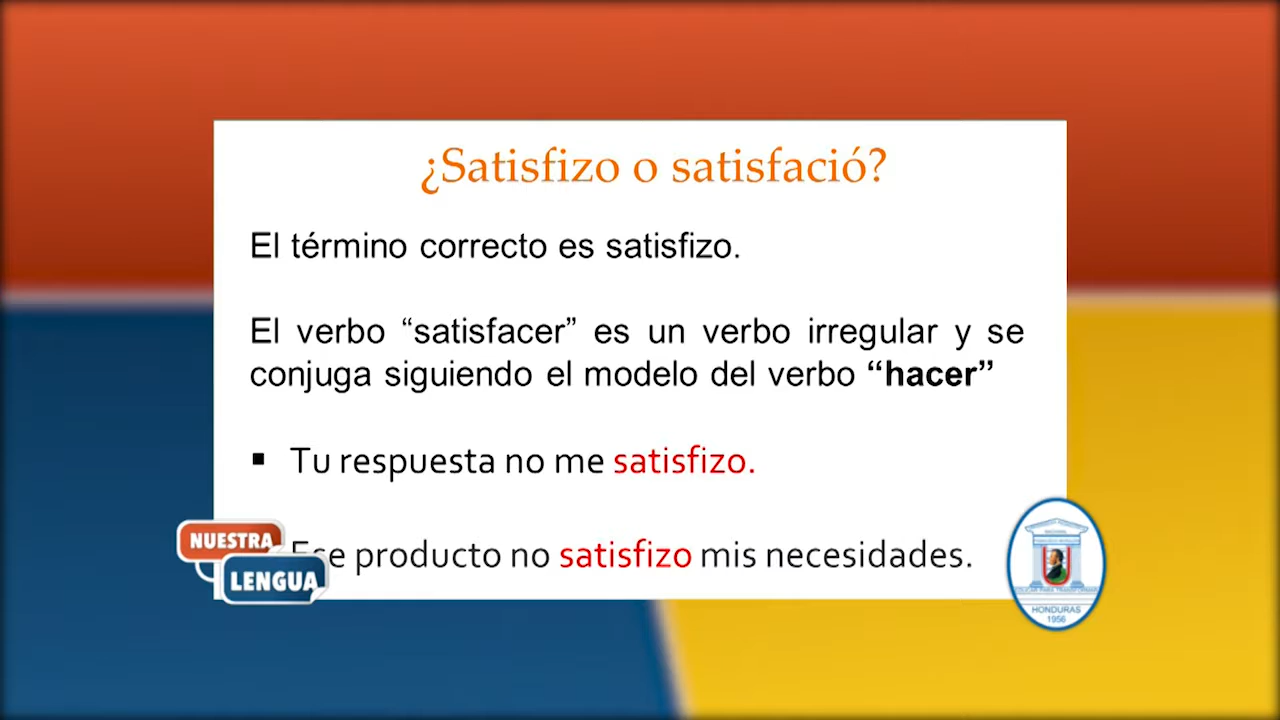 ¿Satisfizo o satisfació?
El término correcto es satisfizo.
El verbo “satisfacer” es un verbo irregular y se
conjuga siguiendo el modelo del verbo “hacer”
▪ Tu respuesta no me satisfizo.
Ese producto no satisfizo mis necesidades.
NUESTRA
LENGUA
HONDURAS
1956